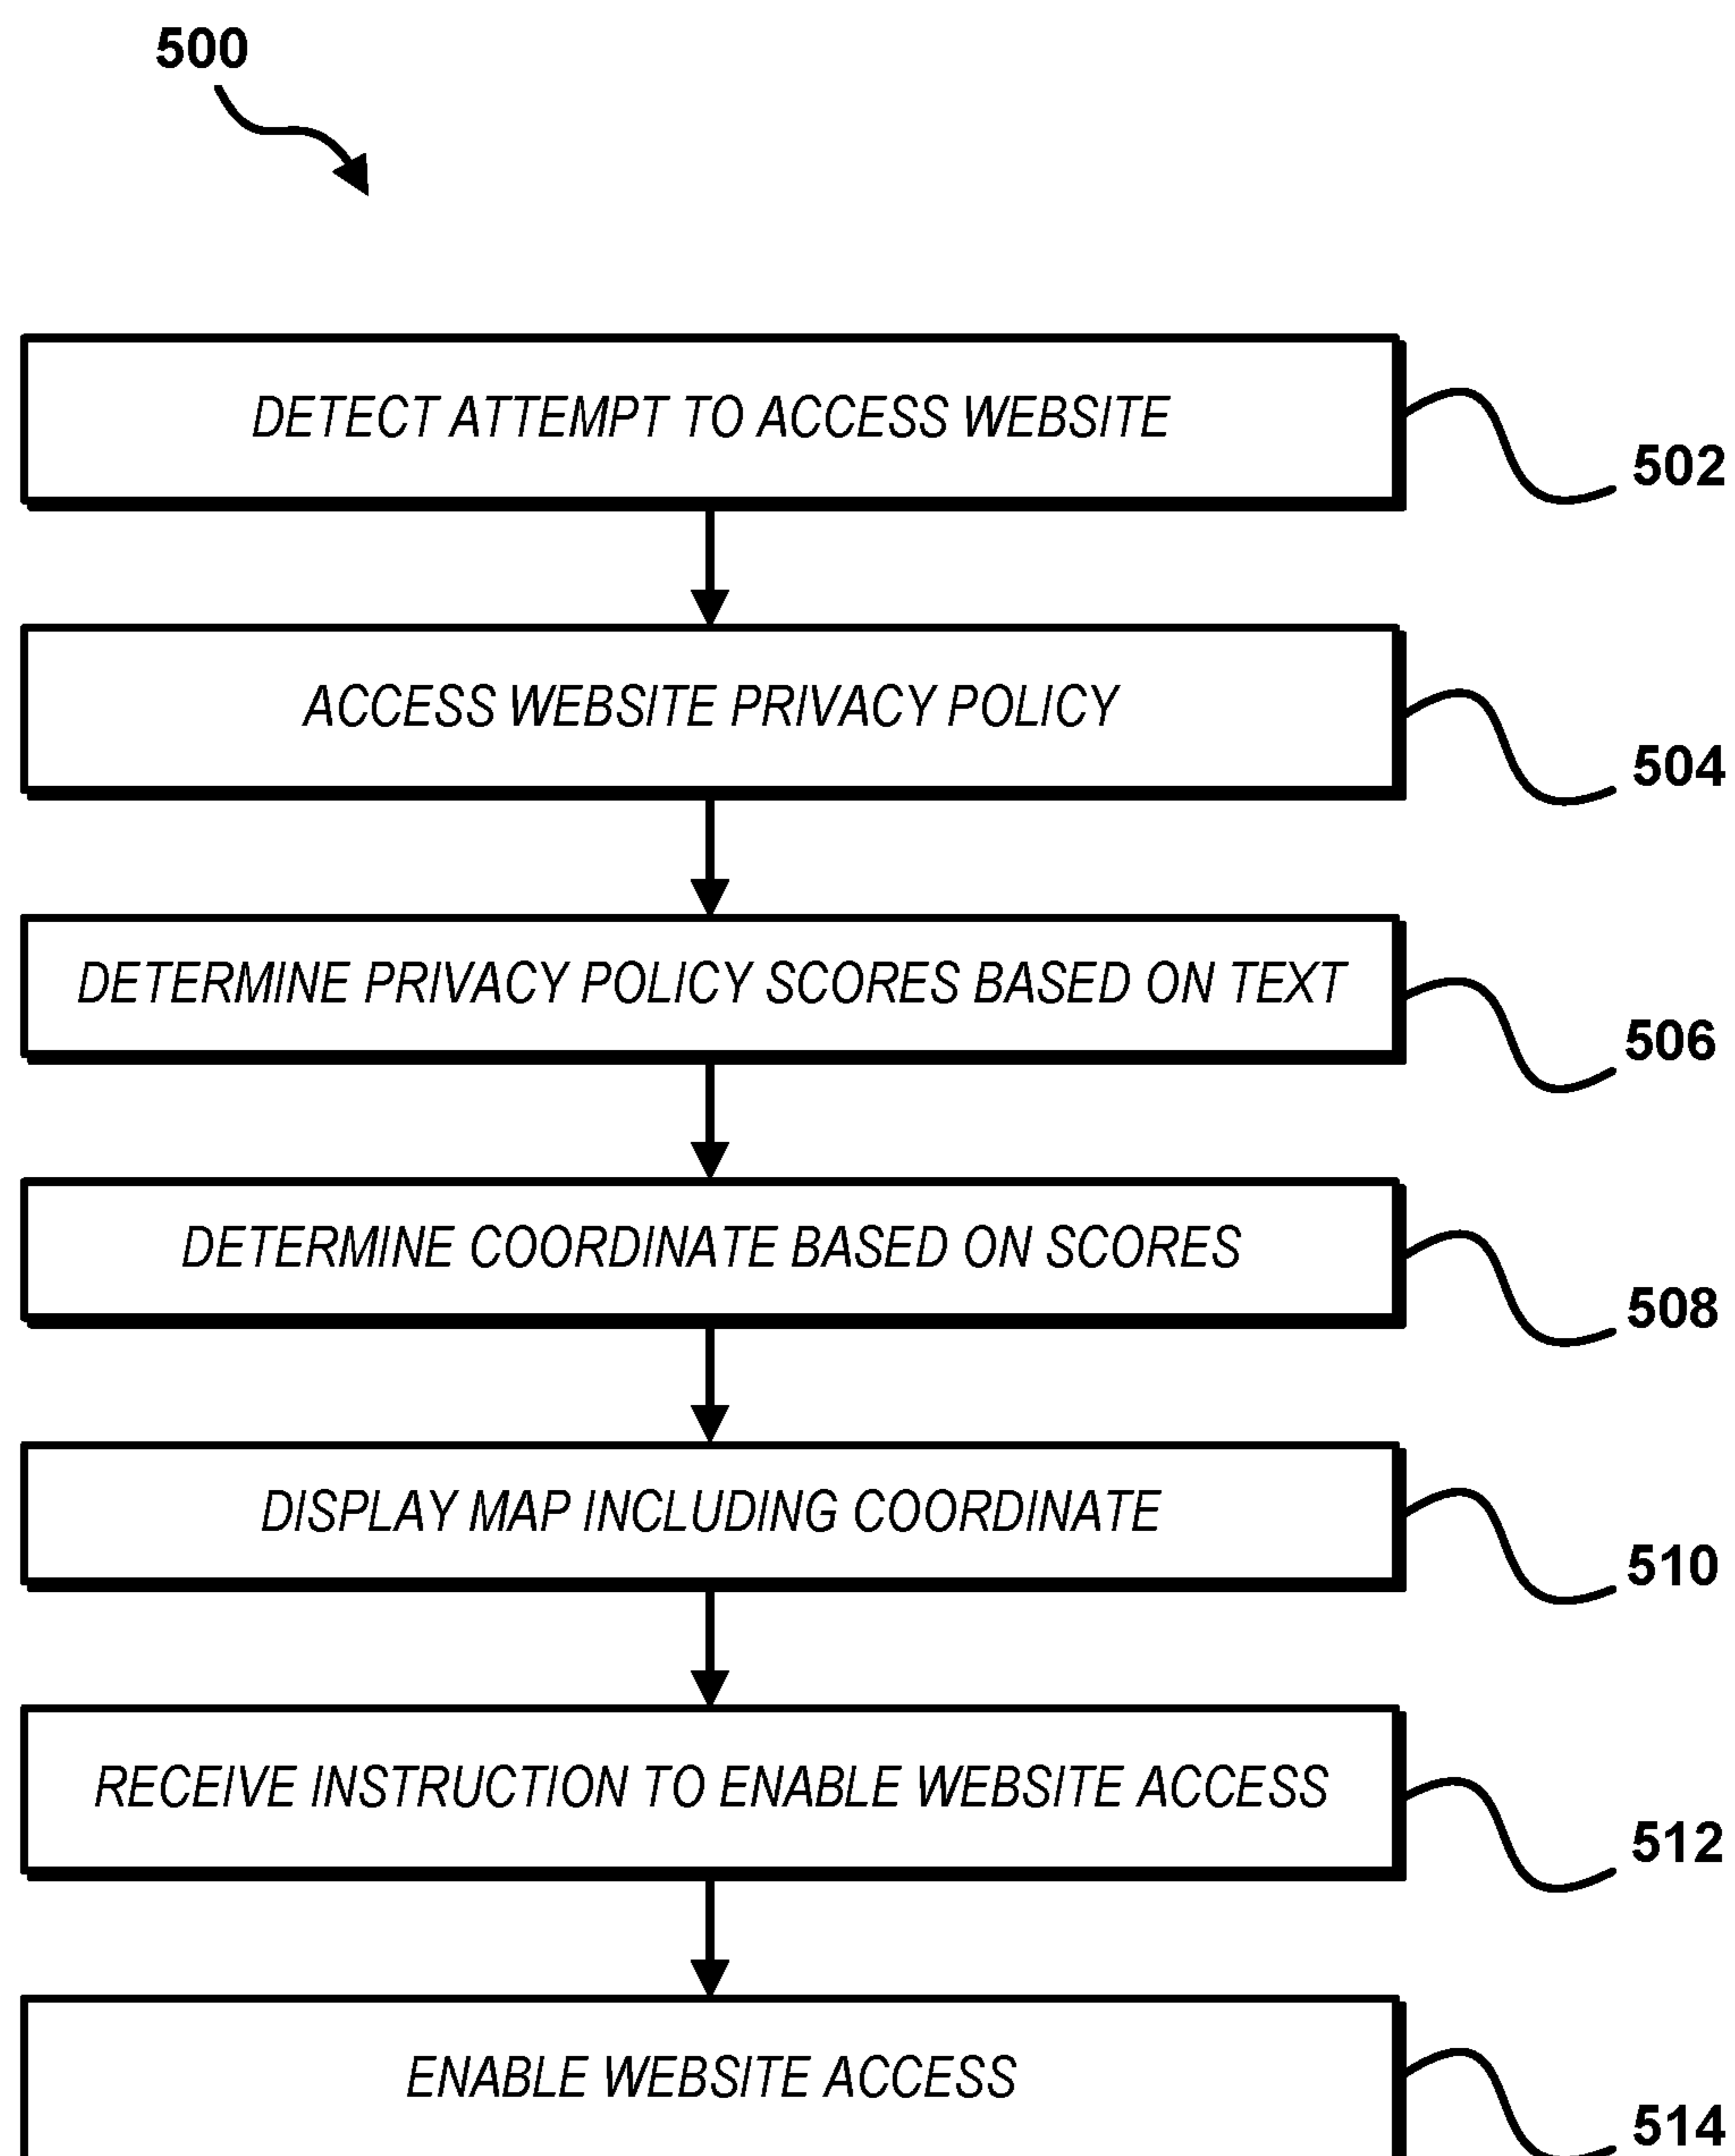 500
DETECT ATTEMPT TO ACCESS WEBSITE
502
ACCESS WEBSITE PRIVACY POLICY
504
DETERMINE PRIVACY POLICY SCORES BASED ON TEXT
506
DETERMINE COORDINATE BASED ON SCORES
508
DISPLAY MAP INCLUDING COORDINATE
510
RECEIVE INSTRUCTION TO ENABLE WEBSITE ACCESS
512
ENABLE WEBSITE ACCESS
514